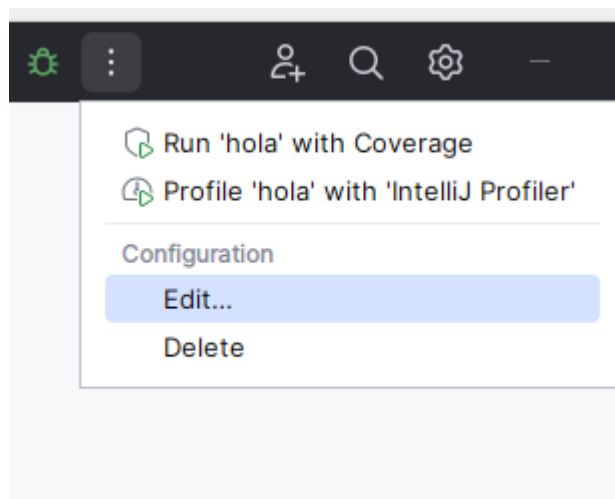 Run 'hola' with Coverage
Profile 'hola' with 'IntelliJ Profiler'
Configuration
Edit...
Delete